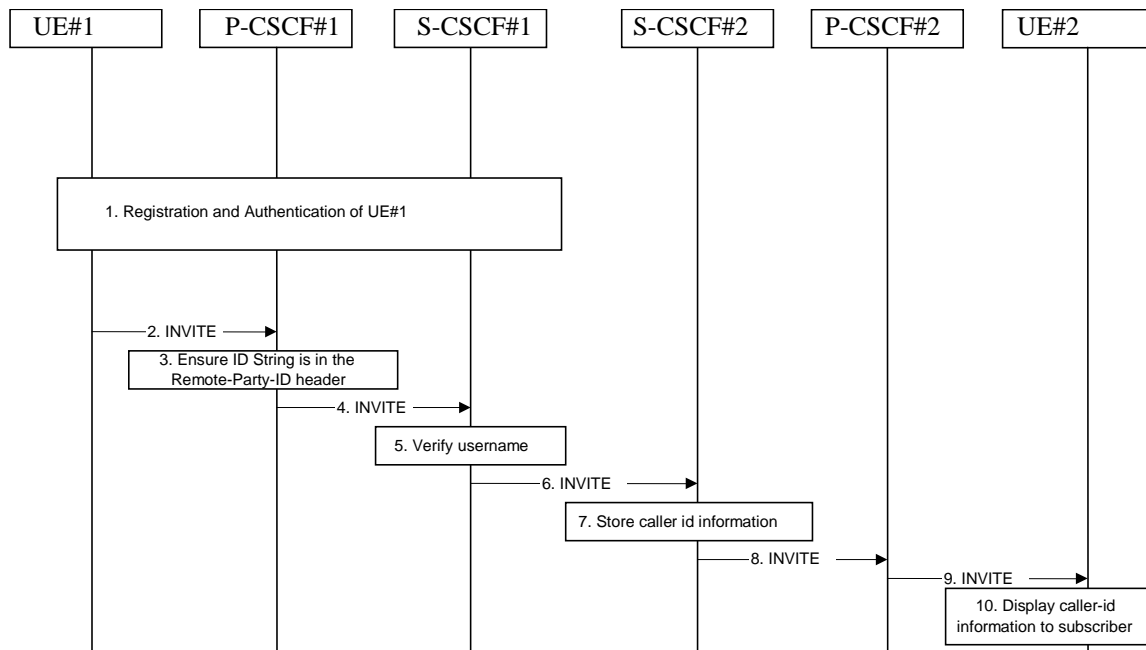 UE#1
P-CSCF#1
S-CSCF#1
S-CSCF#2
P-CSCF#2
UE#2
1. Registration and Authentication of UE#1
2. INVITE
3. Ensure ID String is in the
Remote-Party-ID header
4. INVITE
5. Verify username
6. INVITE
7. Store caller id information
8. INVITE
9. INVITE
10. Display caller-id
information to subscriber